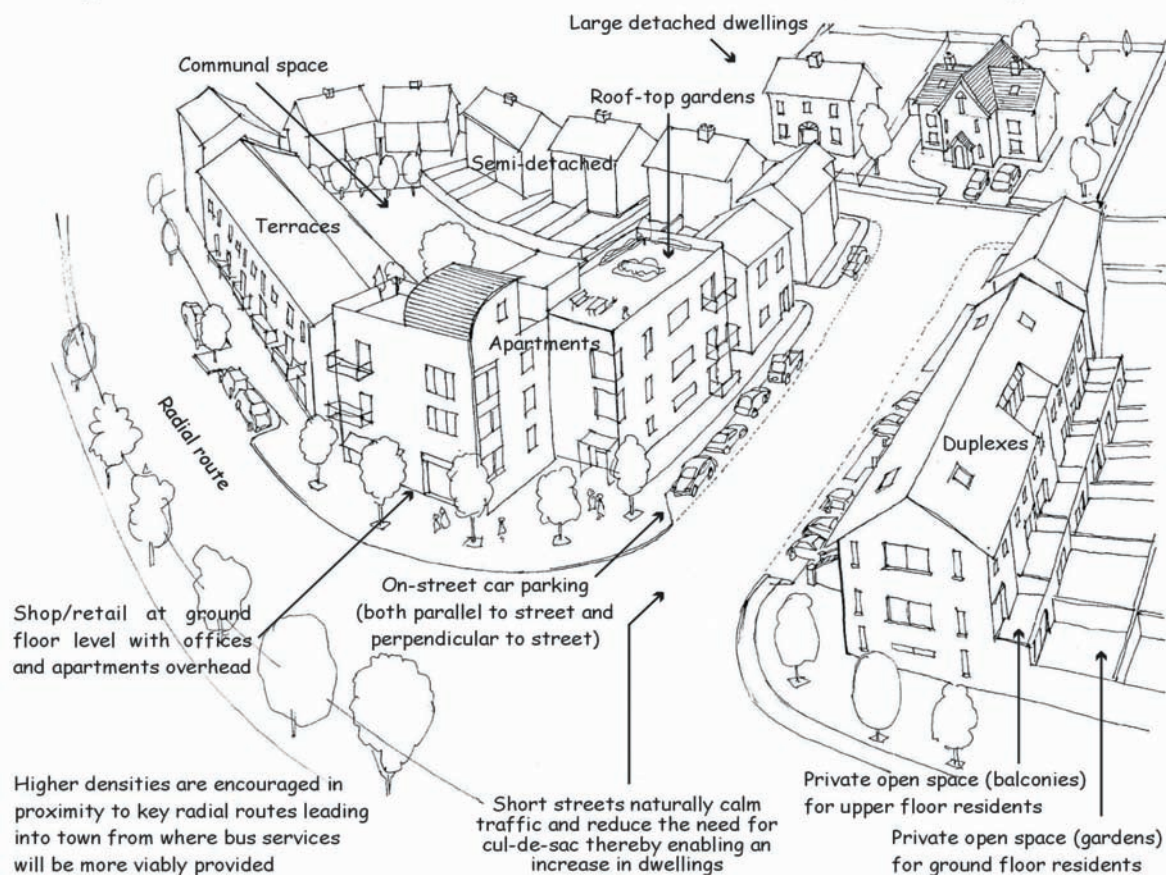 Large detached dwellings
Communal space
Roof-top gardens
Semi-detached
Terraces
Apartments
Radial route
Duplexes
Shop/retail at ground
floor level with offices
and apartments overhead
On-street car parking
(both parallel to street and
perpendicular to street)
Higher densities are encouraged in
proximity to key radial routes leading
into town from where bus services
will be more viably provided
Short streets naturally calm
traffic and reduce the need for
cul-de-sac thereby enabling an
increase in dwellings
Private open space (balconies)
for upper floor residents
Private open space (gardens)
for ground floor residents